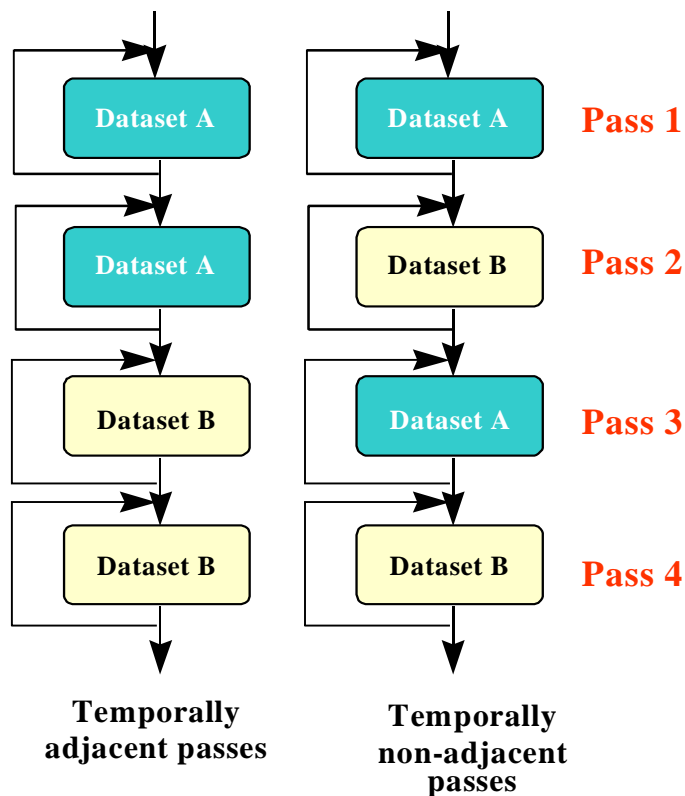 Dataset A
Dataset A
Pass 1
Dataset A
Dataset B
Pass 2
Dataset B
Dataset A
Pass 3
Dataset B
Dataset B
Pass 4
Temporally
adjacent passes
Temporally
non-adjacent
passes